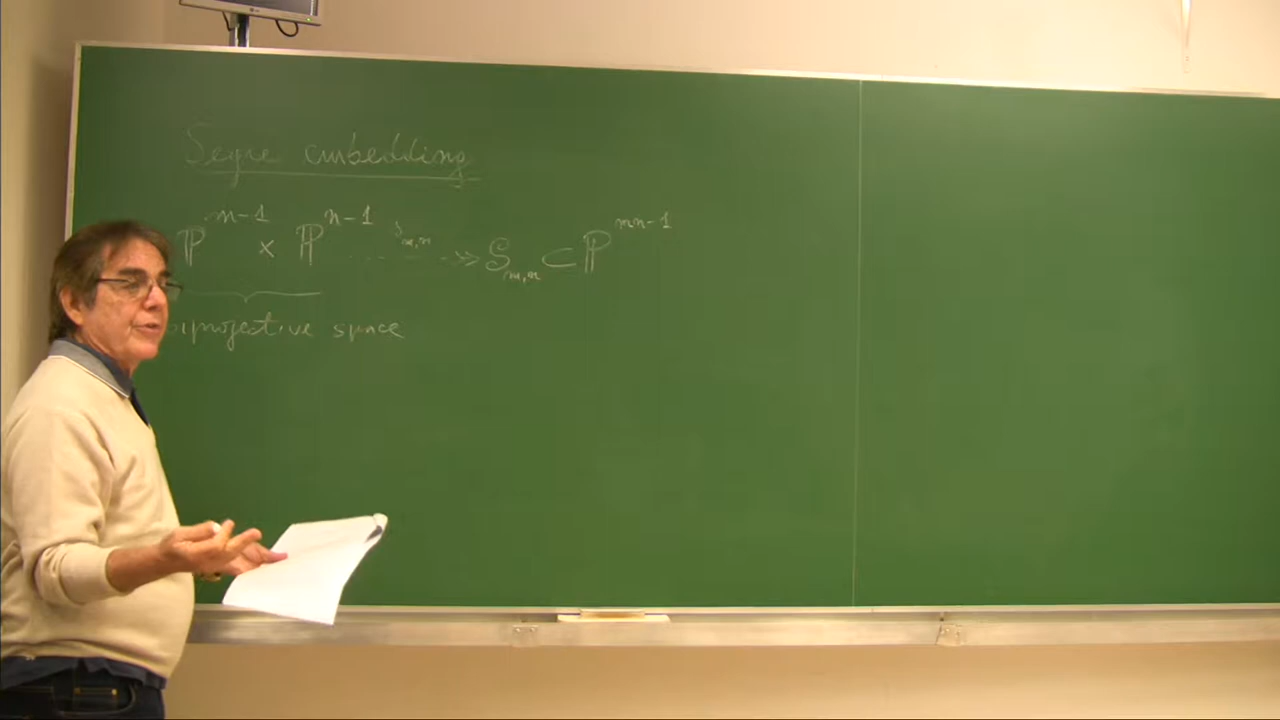 Segre embedding
ℙ^{m-1} × ℙ^{n-1} ⋯⋯↠^{s_{m,n}} S_{m,n} ⊂ ℙ^{mn-1}
biprojective space